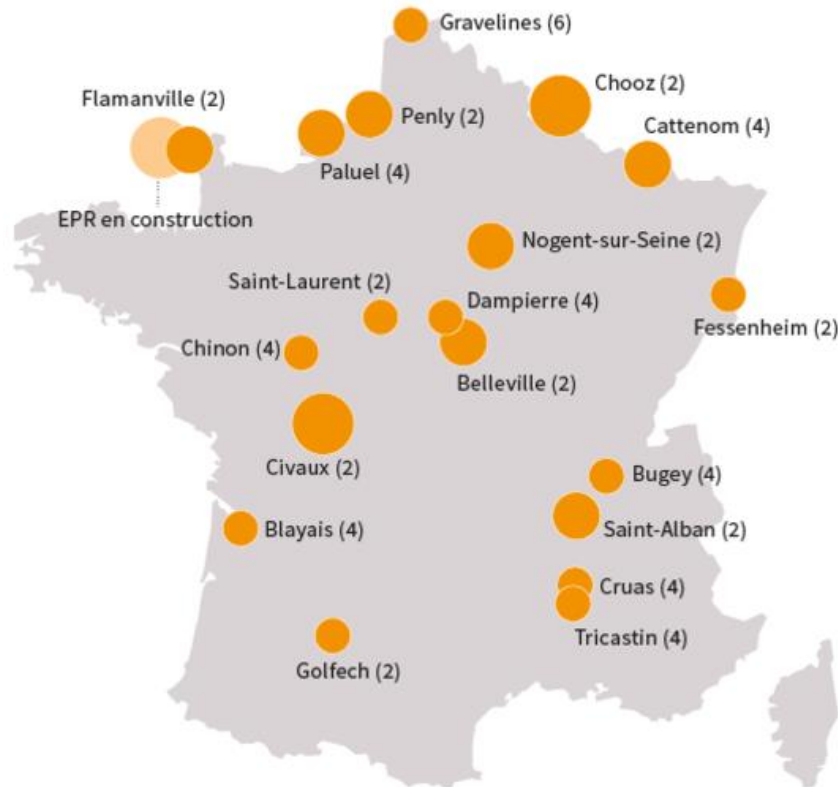 Gravelines (6)
Chooz (2)
Flamanville (2)
Penly (2)
Cattenom (4)
Paluel (4)
EPR en construction
Nogent-sur-Seine (2)
Saint-Laurent (2)
Dampierre (4)
Fessenheim (2)
Chinon (4)
Belleville (2)
Civaux (2)
Bugey (4)
Blayais (4)
Saint-Alban (2)
Cruas (4)
Tricastin (4)
Golfech (2)